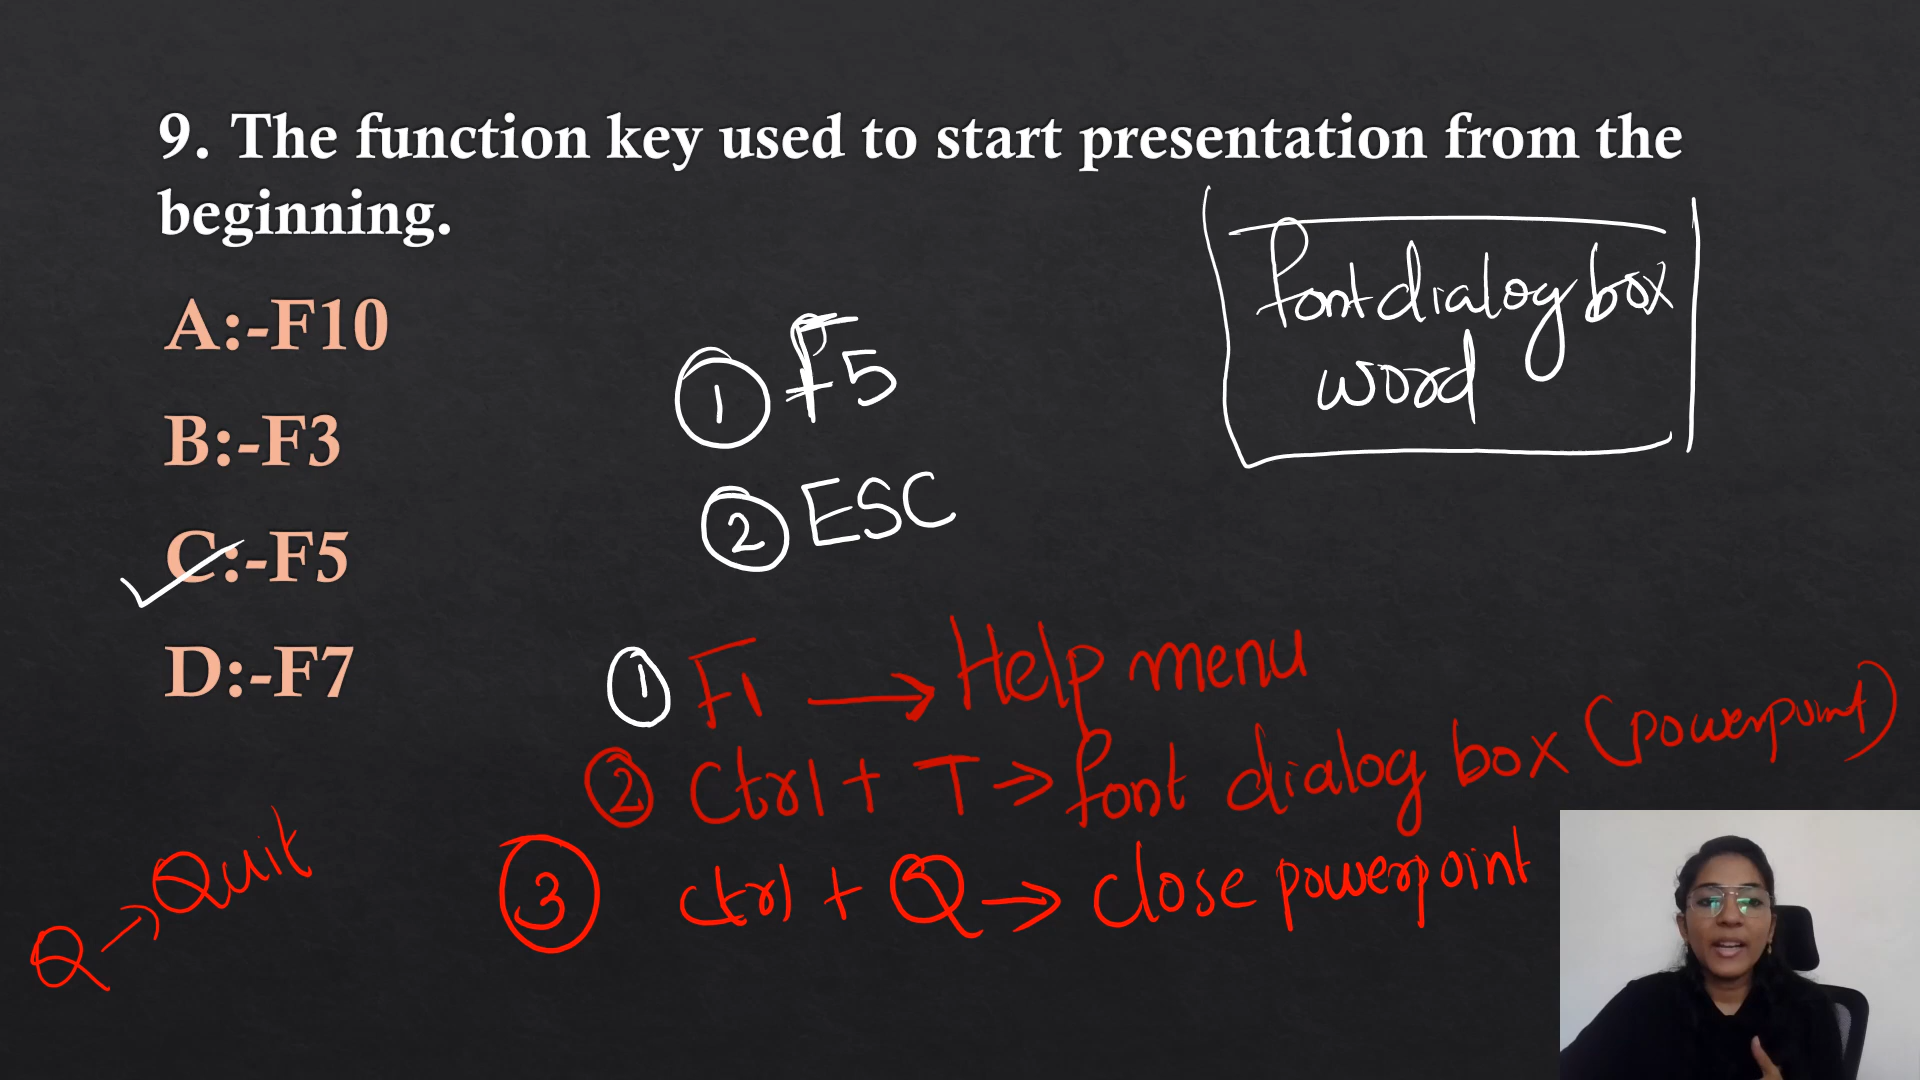 9. The function key used to start presentation from the
beginning.
A:-F10
B:-F3
C:-F5
D:-F7
font dialog box
word
1 F5
2 ESC
1 F1 → Help menu
2 Ctrl + T ⇒ font dialog box (powerpoint)
3 ctrl + Q → close powerpoint
Q → Quit